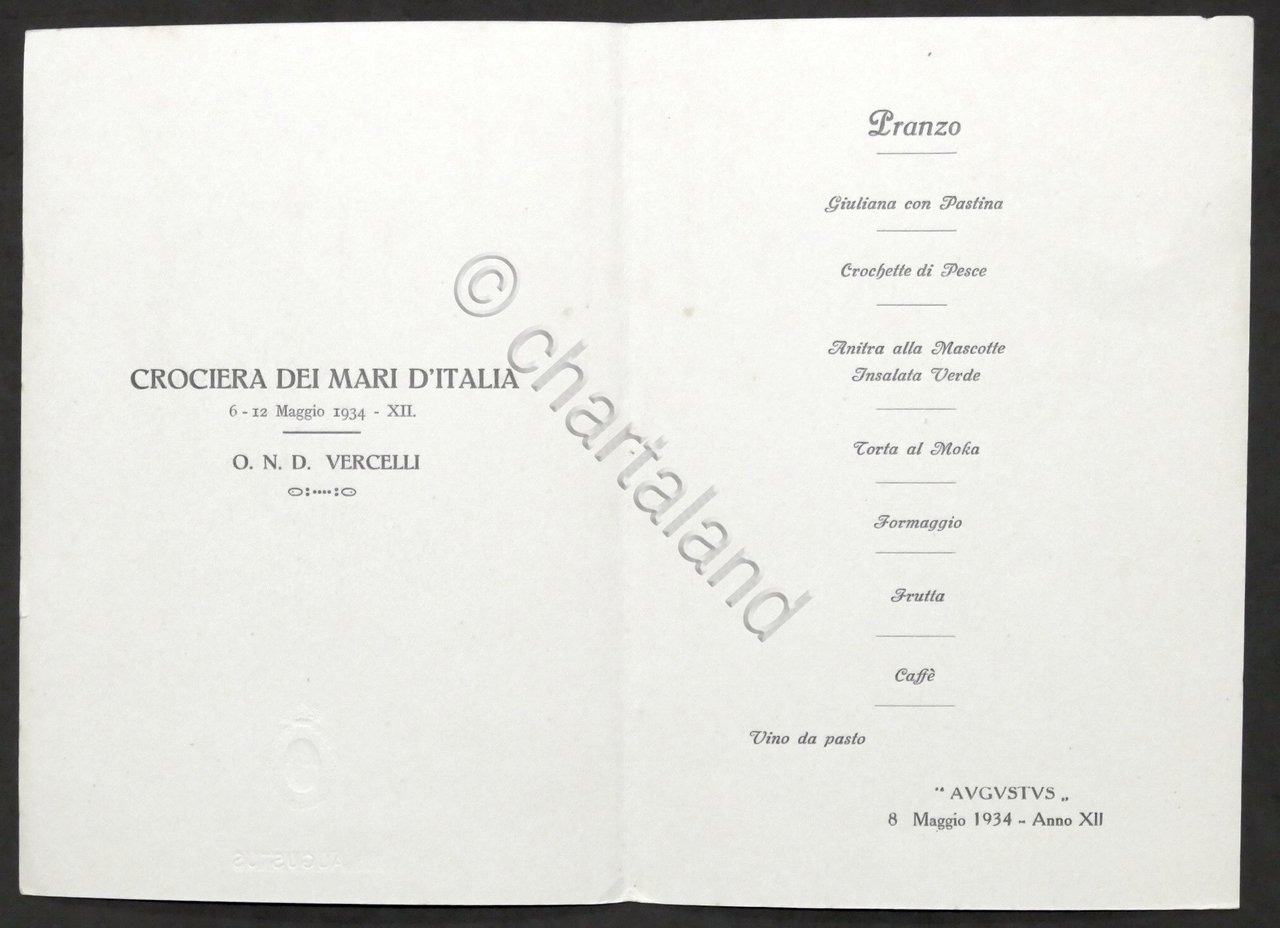 CROCIERA DEI MARI D'ITALIA
6 - 12 Maggio 1934 - XII.
O. N. D. VERCELLI
AUGUSTUS
Pranzo
Giuliana con Pastina
Crochette di Pesce
Anitra alla Mascotte
Insalata Verde
Torta al Moka
Formaggio
Frutta
Caffè
Vino da pasto
“ AVGVSTVS „
8 Maggio 1934 - Anno XII
© chartaland